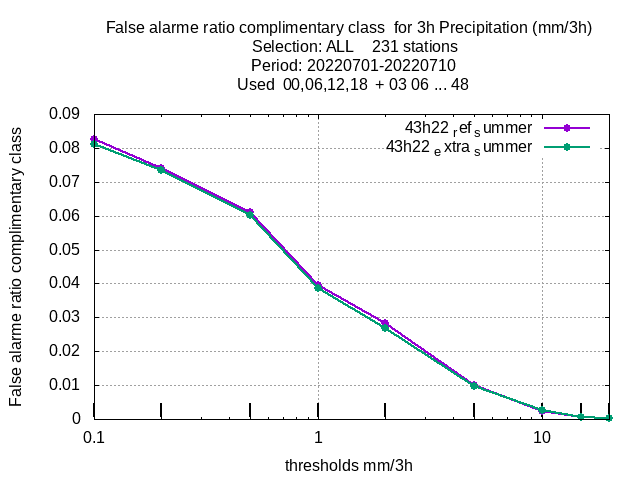 False alarme ratio complimentary class  for 3h Precipitation (mm/3h)
Selection: ALL    231 stations
Period: 20220701-20220710
Used  00,06,12,18  + 03 06 ... 48
False alarme ratio complimentary class
43h22 ref summer
43h22 extra summer
0.09
0.08
0.07
0.06
0.05
0.04
0.03
0.02
0.01
0
0.1 1 10
thresholds mm/3h